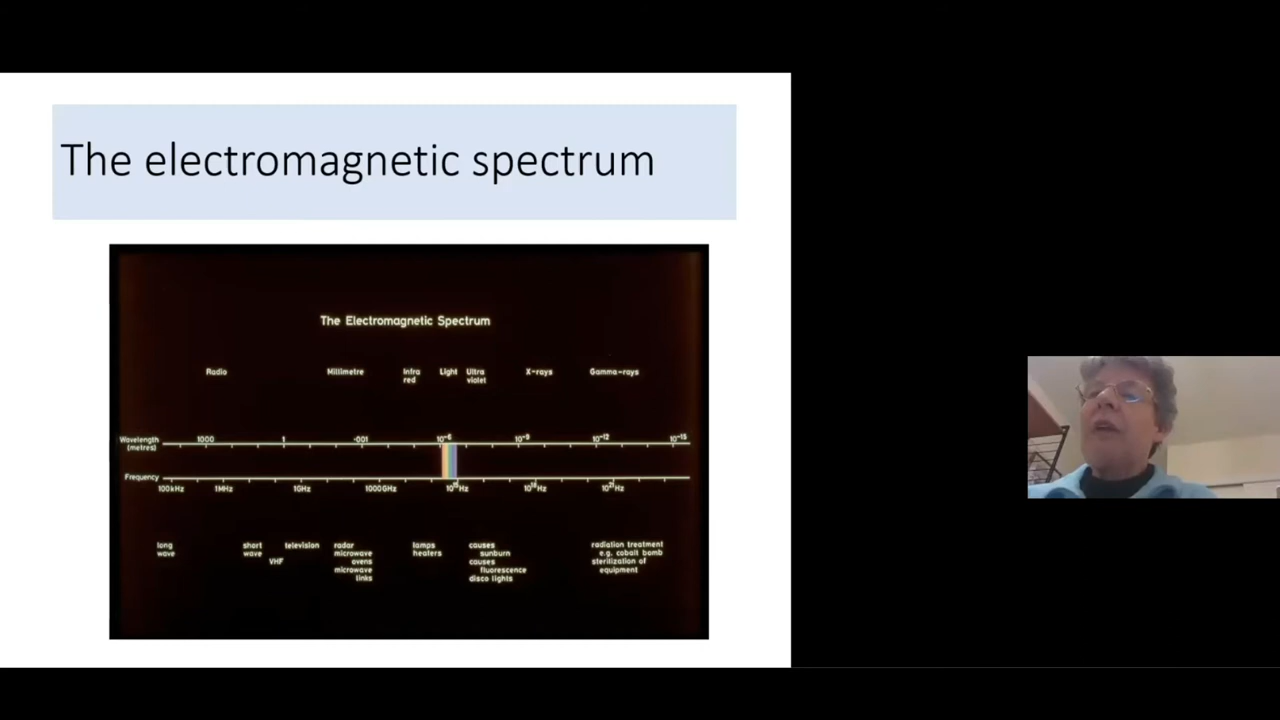 The electromagnetic spectrum
The Electromagnetic Spectrum
Radio Millimetre Infra Light Ultra X-rays Gamma-rays
red violet
Wavelength 1000 1 ·001 10⁻⁶ 10⁻⁹ 10⁻¹² 10⁻¹⁵
(metres)
Frequency
100kHz 1MHz 1GHz 1000GHz 10¹⁵Hz 10¹⁸Hz 10²¹Hz
long short television radar lamps causes radiation treatment
wave wave microwave heaters sunburn e.g. cobalt bomb
VHF ovens causes sterilization of
microwave fluorescence equipment
links disco lights